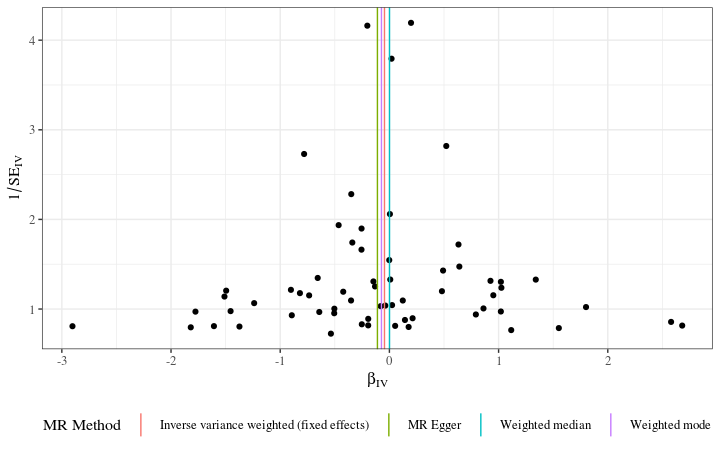 4
3
2
1
1/SE_IV
-3 -2 -1 0 1 2
β_IV
MR Method Inverse variance weighted (fixed effects) MR Egger Weighted median Weighted mode